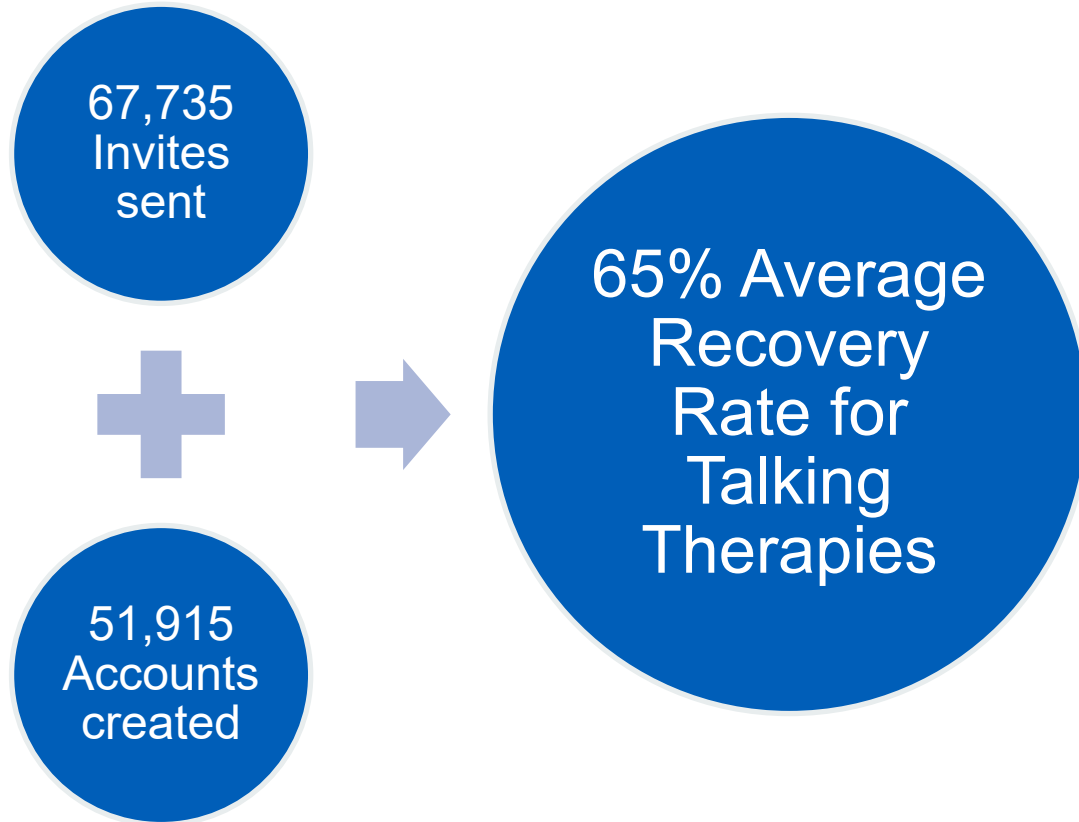 67,735
Invites
sent
51,915
Accounts
created
65% Average
Recovery
Rate for
Talking
Therapies